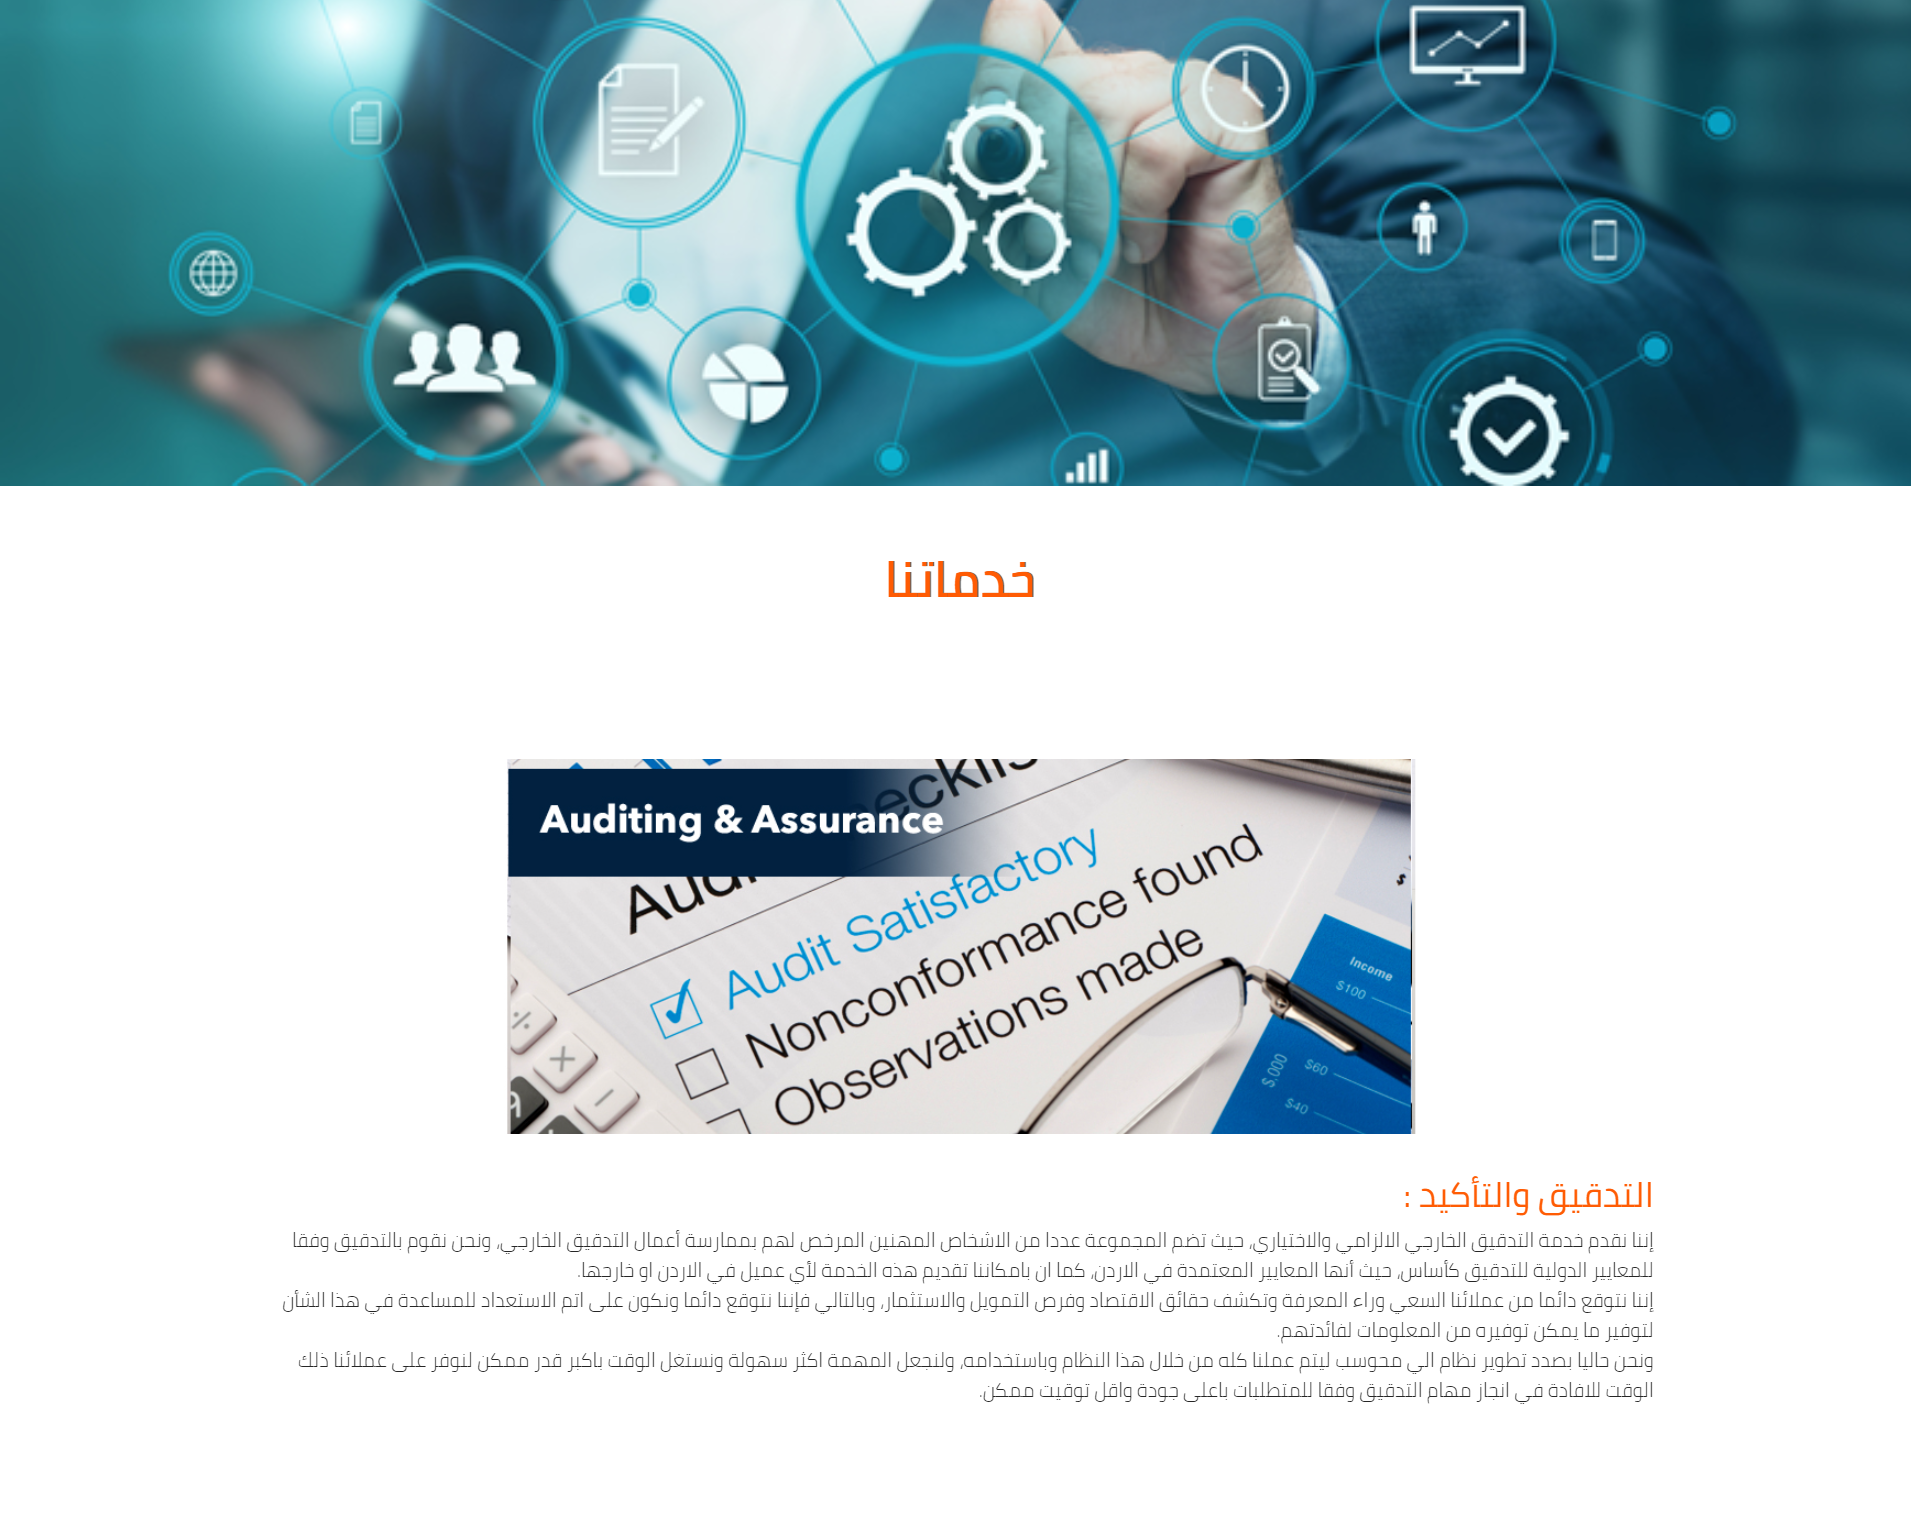 خدماتنا
Auditing & Assurance
Audit Satisfactory
Nonconformance found
Observations made
Income
$100
$60
$40
$,000
التدقيق والتأكيد :
إننا نقدم خدمة التدقيق الخارجي الالزامي والاختياري، حيث تضم المجموعة عددا من الاشخاص المهنين المرخص لهم بممارسة أعمال التدقيق الخارجي، ونحن نقوم بالتدقيق وفقا
للمعايير الدولية للتدقيق كأساس، حيث أنها المعايير المعتمدة في الاردن، كما ان بامكاننا تقديم هذه الخدمة لأي عميل في الاردن او خارجها.
إننا نتوقع دائما من عملائنا السعي وراء المعرفة وتكشف حقائق الاقتصاد وفرص التمويل والاستثمار، وبالتالي فإننا نتوقع دائما ونكون على اتم الاستعداد للمساعدة في هذا الشأن
لتوفير ما يمكن توفيره من المعلومات لفائدتهم.
ونحن حاليا بصدد تطوير نظام الي محوسب ليتم عملنا كله من خلال هذا النظام وباستخدامه، ولنجعل المهمة اكثر سهولة ونستغل الوقت باكبر قدر ممكن لنوفر على عملائنا ذلك
الوقت للافادة في انجاز مهام التدقيق وفقا للمتطلبات باعلى جودة واقل توقيت ممكن.